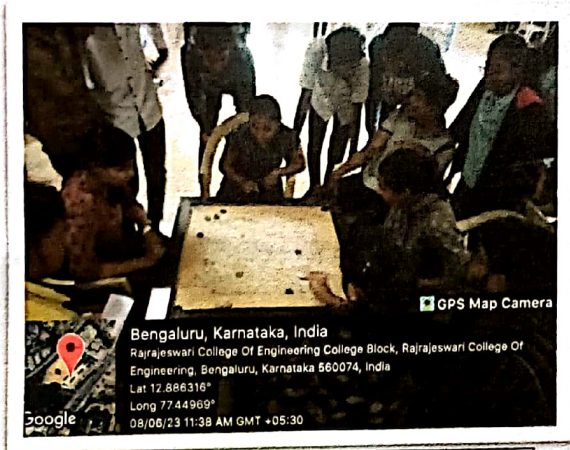 GPS Map Camera
Bengaluru, Karnataka, India
Rajrajeswari College Of Engineering College Block, Rajrajeswari College Of
Engineering, Bengaluru, Karnataka 560074, India
Lat 12.886316°
Long 77.44969°
08/06/23 11:38 AM GMT +05:30
Google